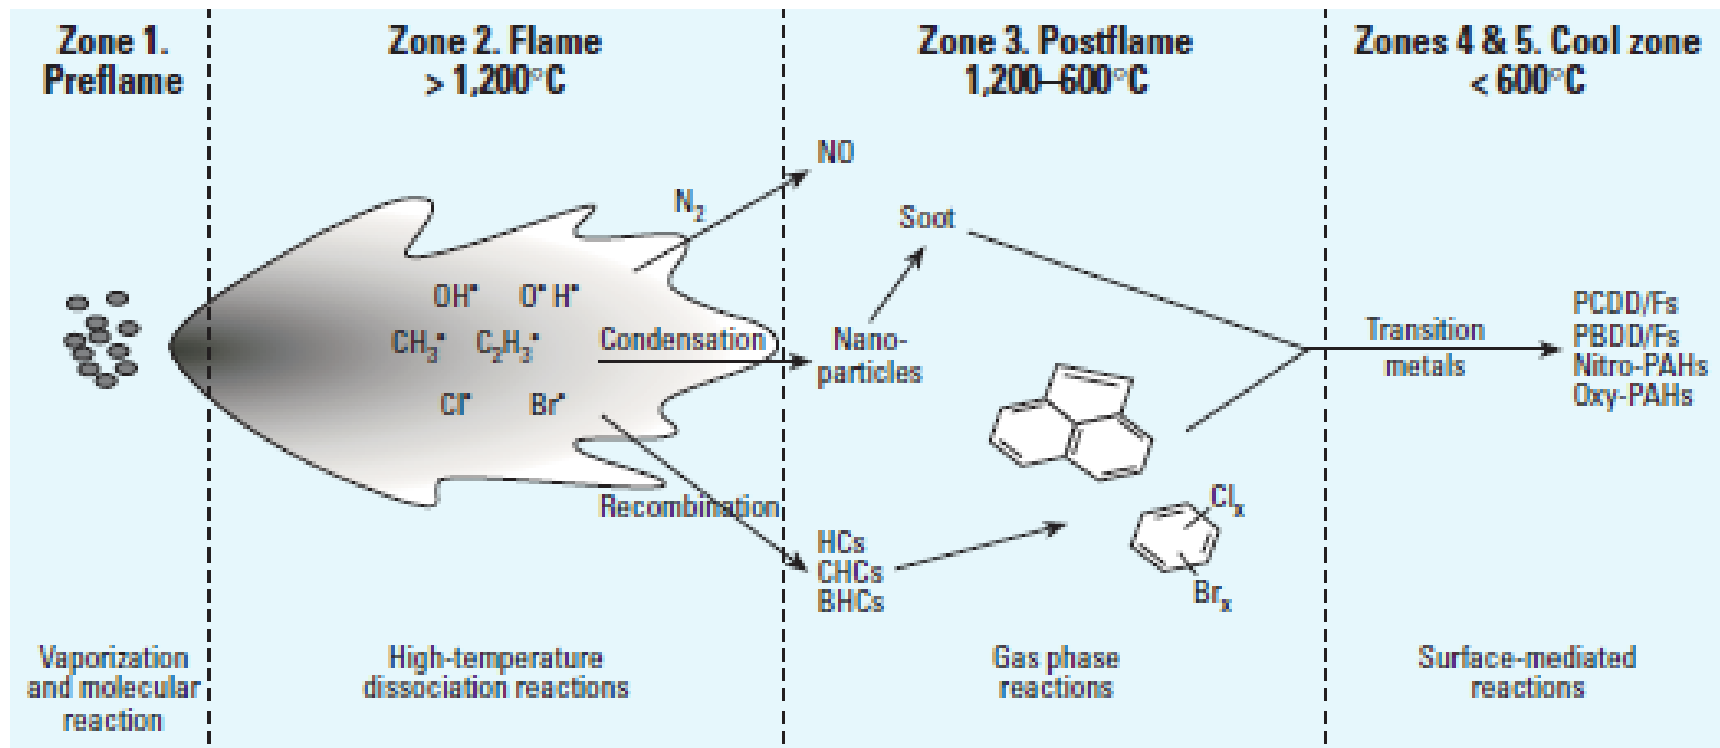 Zone 1.
Preflame
Zone 2. Flame
> 1,200°C
Zone 3. Postflame
1,200–600°C
Zones 4 & 5. Cool zone
< 600°C
N₂
NO
Soot
OH• O• H•
CH₃• C₂H₃•
Cl• Br•
Condensation
Nano-
particles
Recombination
HCs
CHCs
BHCs
Clₓ
Brₓ
Transition
metals
PCDD/Fs
PBDD/Fs
Nitro-PAHs
Oxy-PAHs
Vaporization
and molecular
reaction
High-temperature
dissociation reactions
Gas phase
reactions
Surface-mediated
reactions